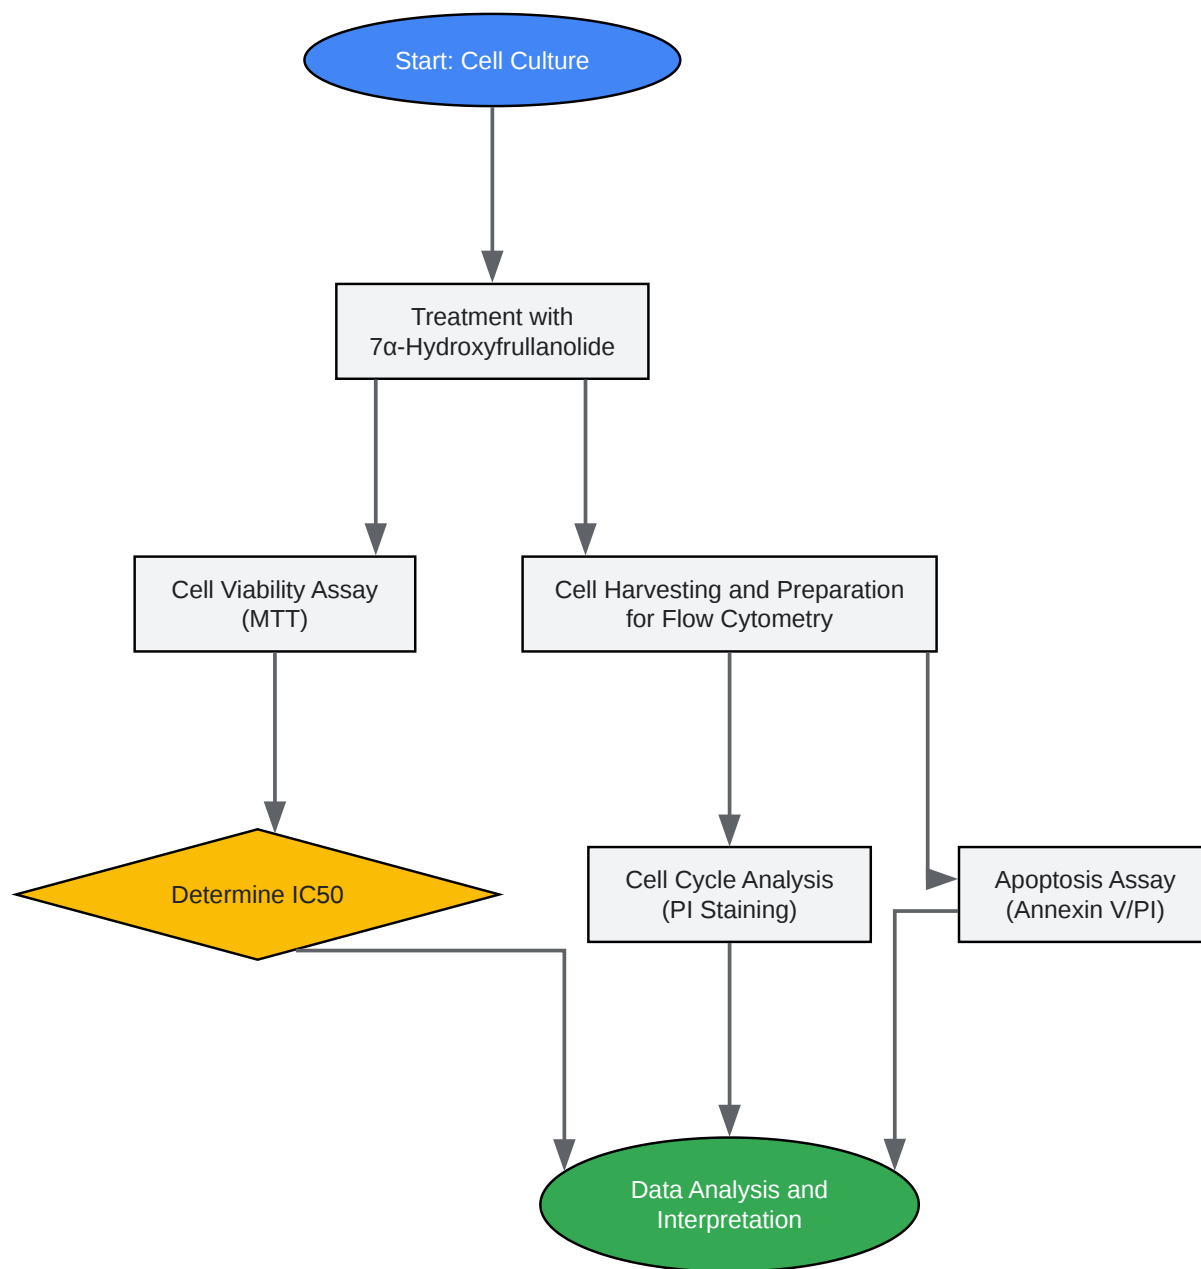 Start: Cell Culture
Treatment with
7α-Hydroxyfrullanolide
Cell Viability Assay
(MTT)
Cell Harvesting and Preparation
for Flow Cytometry
Determine IC50
Cell Cycle Analysis
(PI Staining)
Apoptosis Assay
(Annexin V/PI)
Data Analysis and
Interpretation